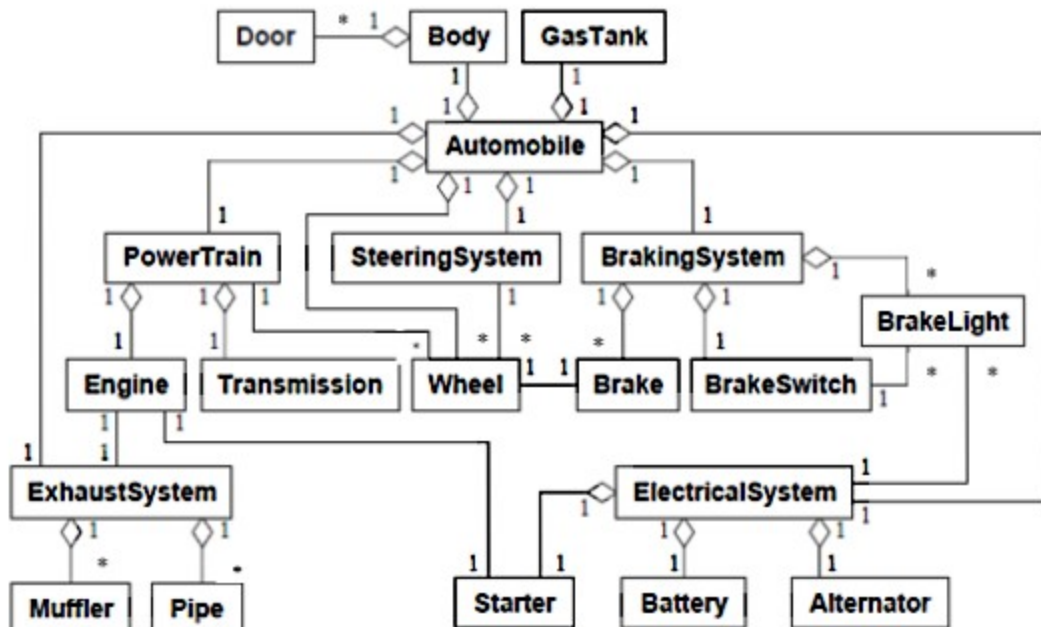 Door * 1 Body GasTank
1 1
1 1 1 1 1
Automobile
1 1 1 1
1 1 1
PowerTrain SteeringSystem BrakingSystem
1 1 1 1 1 1 1 *
BrakeLight
1 1 * * * * 1 * *
Engine Transmission Wheel 1 1 Brake BrakeSwitch 1
1 1
1 1 1
ExhaustSystem ElectricalSystem
1 1 1 1 1 1
* * 1 1 1 1
Muffler Pipe Starter Battery Alternator